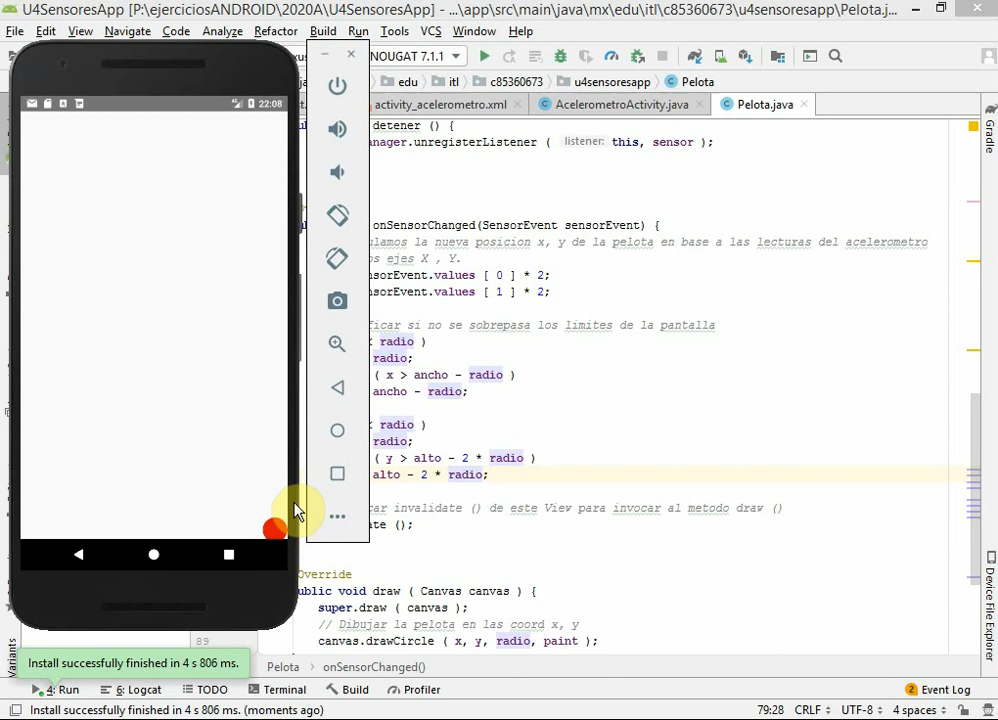 U4SensoresApp [P:\ejerciciosANDROID\2020A\U4SensoresApp] - ...\app\src\main\java\mx\edu\itl\c85360673\u4sensoresapp\Pelota.j...
File Edit View Navigate Code Analyze Refactor Build Run Tools VCS Window Help
NOUGAT 7.1.1
edu itl c85360673 u4sensoresapp Pelota
activity_acelerometro.xml AcelerometroActivity.java Pelota.java
22:08
detener () {
anager.unregisterListener ( listener: this, sensor );
onSensorChanged(SensorEvent sensorEvent) {
ulamos la nueva posicion x, y de la pelota en base a las lecturas del acelerometro
os ejes X , Y.
nsorEvent.values [ 0 ] * 2;
nsorEvent.values [ 1 ] * 2;
ficar si no se sobrepasa los limites de la pantalla
radio )
radio;
( x > ancho - radio )
ancho - radio;
radio )
radio;
( y > alto - 2 * radio )
alto - 2 * radio;
car invalidate () de este View para invocar al metodo draw ()
ate ();
Override
public void draw ( Canvas canvas ) {
super.draw ( canvas );
// Dibujar la pelota en las coord x, y
89
canvas.drawCircle ( x, y, radio, paint );
Gradle
Device File Explorer
Variants
Install successfully finished in 4 s 806 ms.
Pelota onSensorChanged()
4: Run 6: Logcat TODO Terminal Build Profiler 2 Event Log
Install successfully finished in 4 s 806 ms. (moments ago) 79:28 CRLF UTF-8 4 spaces